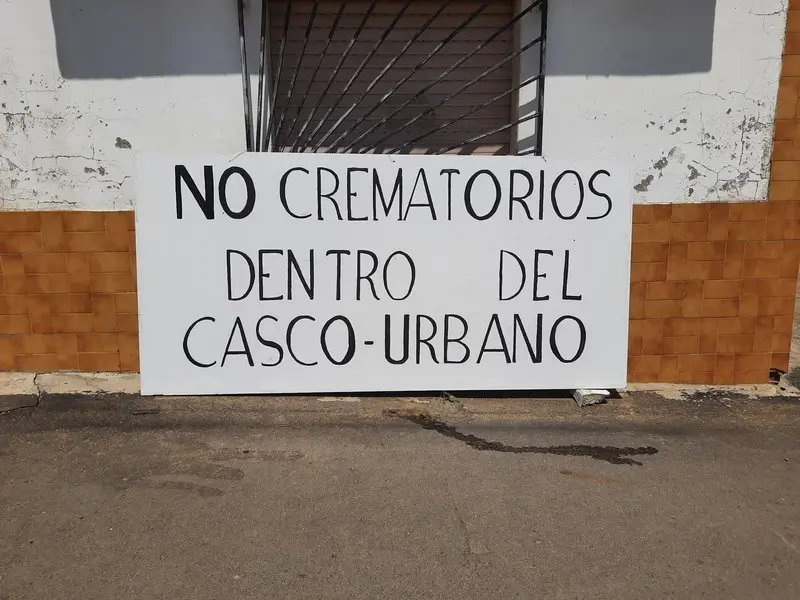 NO CREMATORIOS
DENTRO DEL
CASCO-URBANO